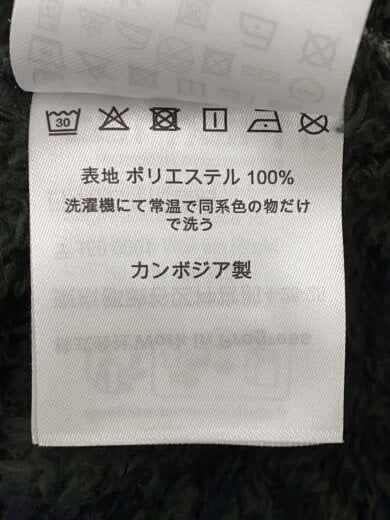 30
表地 ポリエステル 100%
洗濯機にて常温で同系色の物だけ
で洗う
カンボジア製